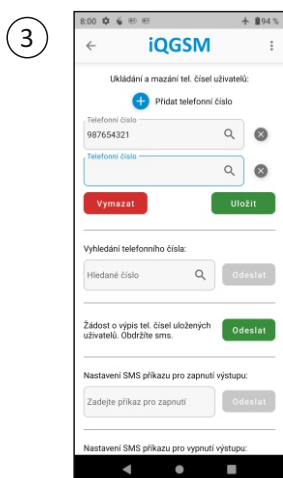 3
8:00 94 %
iQGSM
Ukládání a mazání tel. čísel uživatelů:
Přidat telefonní číslo
Telefonní číslo
987654321
Telefonní číslo
Vymazat Uložit
Vyhledání telefonního čísla:
Hledané číslo Odeslat
Žádost o výpis tel. čísel uložených
uživatelů. Obdržíte sms. Odeslat
Nastavení SMS příkazu pro zapnutí výstupu:
Zadejte příkaz pro zapnutí Odeslat
Nastavení SMS příkazu pro vypnutí výstupu: